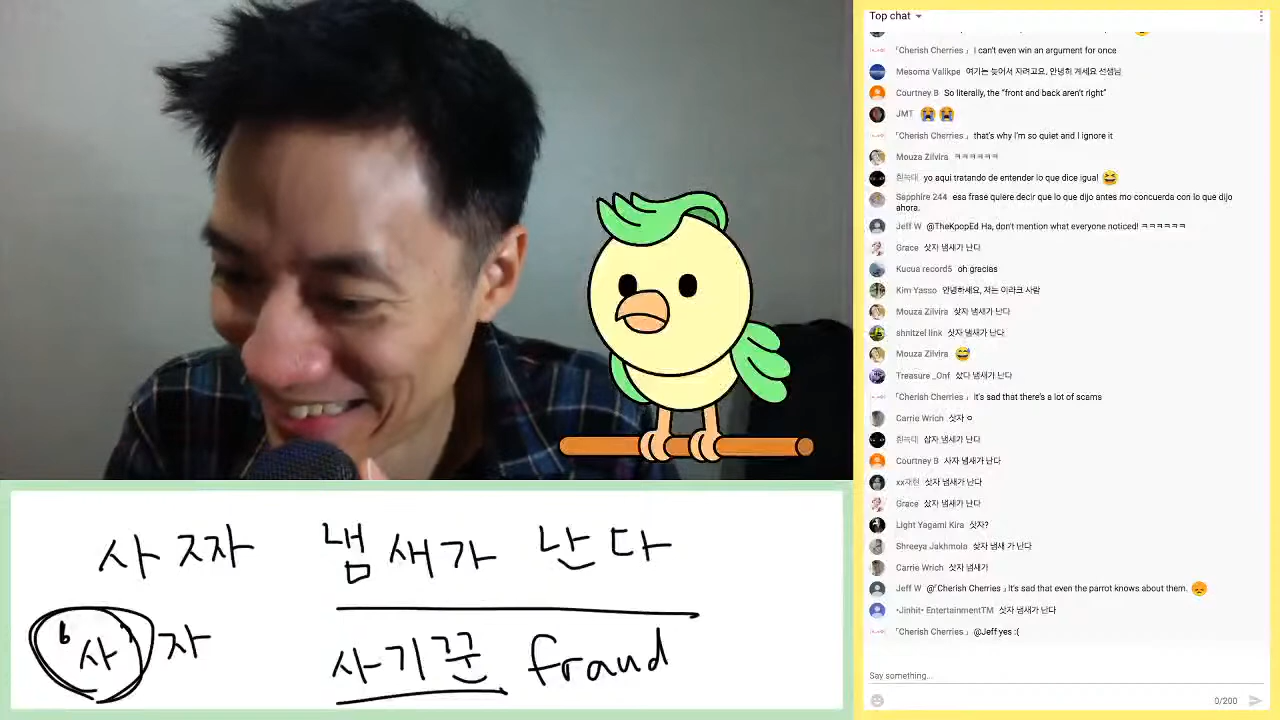 사 짜 냄새가 난다
'사' 자
사기꾼 fraud
Top chat
「Cherish Cherries 」 I can't even win an argument for once
Mesoma Valikpe 여기는 늦어서 자려고요, 안녕히 계세요 선생님
Courtney B So literally, the "front and back aren't right"
JMT 😭😭
「Cherish Cherries 」 that's why I'm so quiet and I ignore it
Mouza Zilvira ㅋㅋㅋㅋㅋㅋ
yo aqui tratando de entender lo que dice igual! 😆
Sapphire 244 esa frase quiere decir que lo que dijo antes mo concuerda con lo que dijo
ahora.
Jeff W @TheKpopEd Ha, don't mention what everyone noticed! ㅋㅋㅋㅋㅋㅋ
Grace 삿자 냄새가 난다
Kucua record5 oh gracias
Kim Yasso 안녕하세요, 저는 이라크 사람
Mouza Zilvira 삿자 냄새가 난다
shnitzel link 싯자 냄새가 난다
Mouza Zilvira 😅
Treasure _Onf 샀다 냄새가 난다
「Cherish Cherries 」 it's sad that there's a lot of scams
Carrie Wrich 삿자 ㅇ
삽자 냄새가 난다
Courtney B 사자 냄새가 난다
xx재현 삿자 냄새가 난다
Grace 삿자 냄새가 난다
Light Yagami Kira 삿자?
Shreeya Jakhmola 숮자 냄새 가 난다
Carrie Wrich 삿자 냄새가
Jeff W @「Cherish Cherries 」 It's sad that even the parrot knows about them. 😞
•Jinhit• EntertainmentTM 삿자 냄새가 난다
「Cherish Cherries 」 @Jeff yes :(
Say something...
0/200